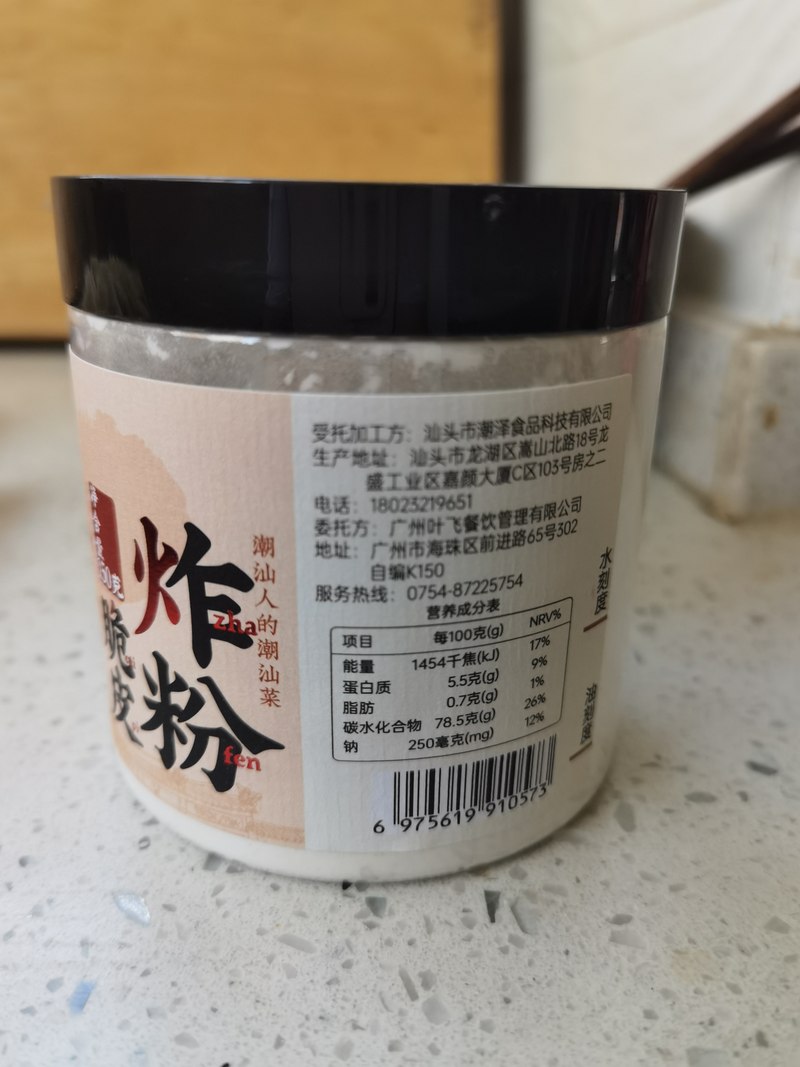 炸粉
zha
fen
脆皮
潮汕人的潮汕菜
受托加工方：汕头市潮泽食品科技有限公司
生产地址：汕头市龙湖区嵩山北路18号龙
盛工业区嘉颜大厦C区103号房之二
电话：18023219651
委托方：广州叶飞餐饮管理有限公司
地址：广州市海珠区前进路65号302
自编K150
服务热线：0754-87225754
营养成分表
项目 每100克(g) NRV%
能量 1454千焦(kJ) 17%
蛋白质 5.5克(g) 9%
脂肪 0.7克(g) 1%
碳水化合物 78.5克(g) 26%
钠 250毫克(mg) 12%
6 975619 910573
水刻度
油刻度